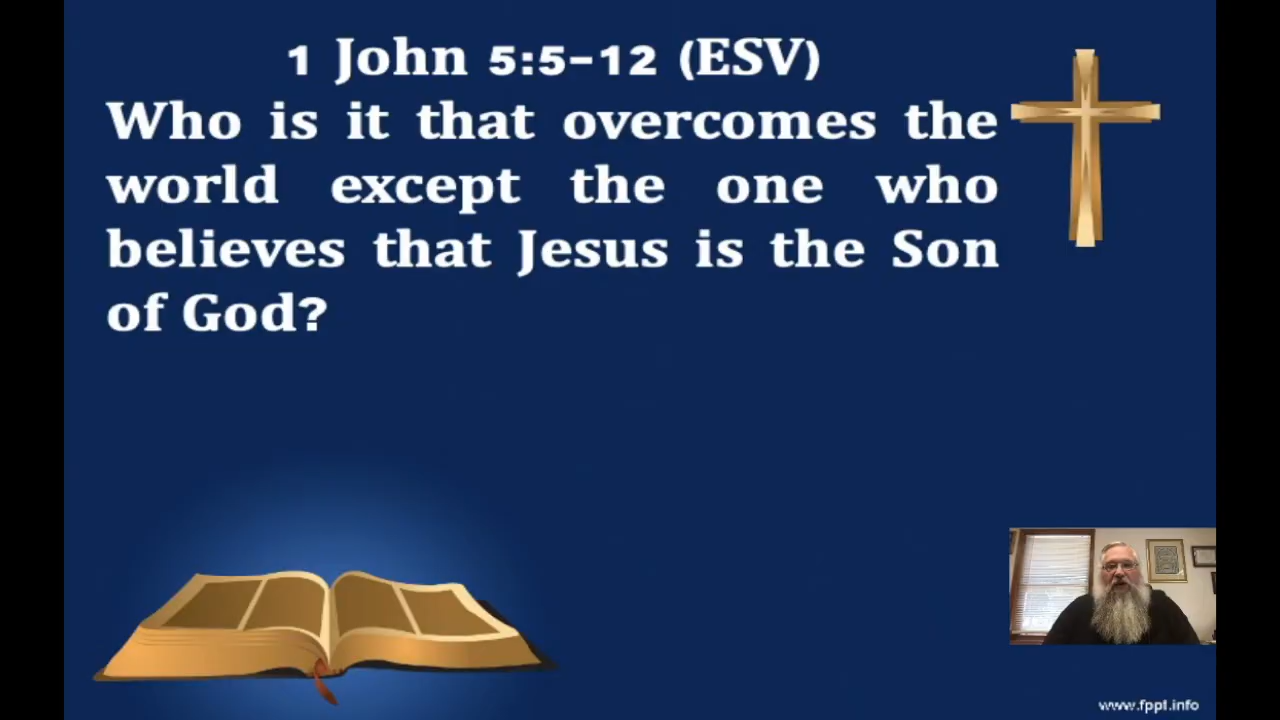 1 John 5:5–12 (ESV)
Who is it that overcomes the
world except the one who
believes that Jesus is the Son
of God?
www.fppt.info